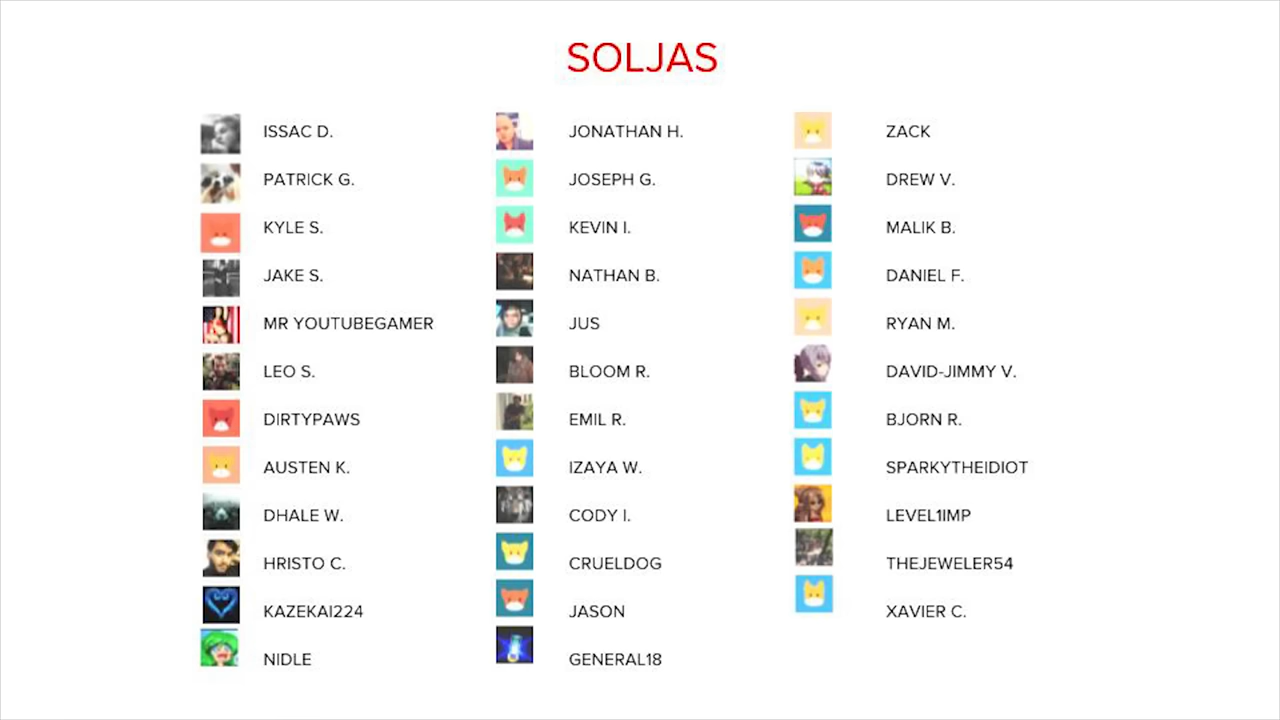 SOLJAS
ISSAC D.
PATRICK G.
KYLE S.
JAKE S.
MR YOUTUBEGAMER
LEO S.
DIRTYPAWS
AUSTEN K.
DHALE W.
HRISTO C.
KAZEKAI224
NIDLE
JONATHAN H.
JOSEPH G.
KEVIN I.
NATHAN B.
JUS
BLOOM R.
EMIL R.
IZAYA W.
CODY I.
CRUELDOG
JASON
GENERAL18
ZACK
DREW V.
MALIK B.
DANIEL F.
RYAN M.
DAVID-JIMMY V.
BJORN R.
SPARKYTHEIDIOT
LEVEL1IMP
THEJEWELER54
XAVIER C.